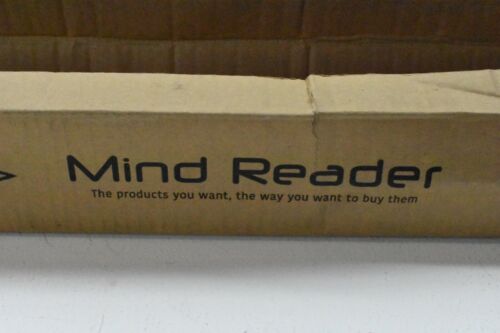 Mind Reader
The products you want, the way you want to buy them